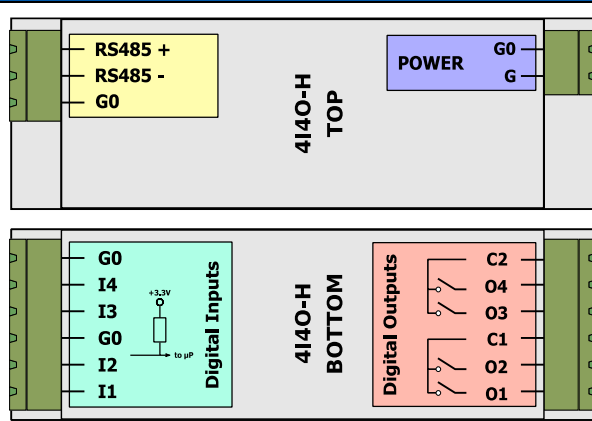 RS485 +
RS485 -
G0
4I4O-H
TOP
POWER
G0
G
G0
I4
I3
G0
I2
I1
+3.3V
to µP
Digital Inputs
4I4O-H
BOTTOM
Digital Outputs
C2
O4
O3
C1
O2
O1